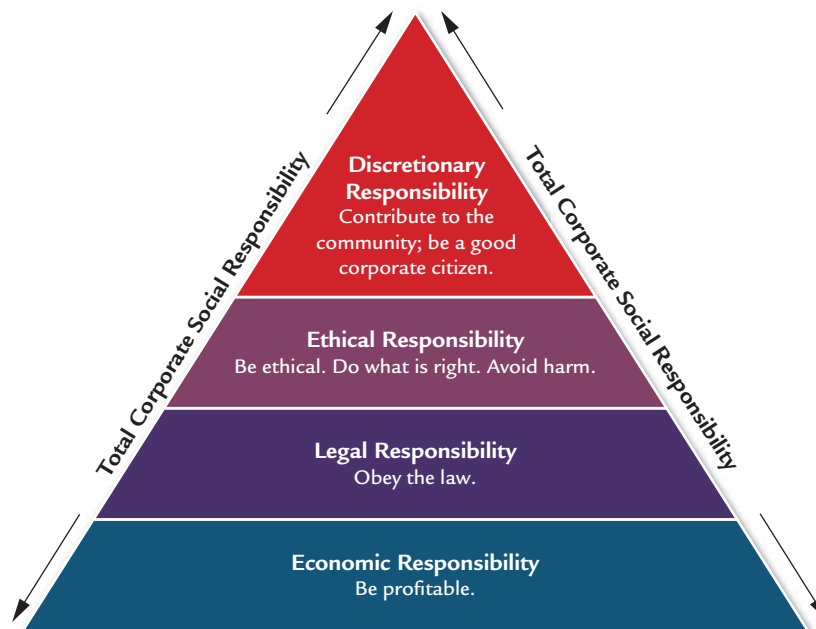 Total Corporate Social Responsibility
Total Corporate Social Responsibility
Discretionary
Responsibility
Contribute to the
community; be a good
corporate citizen.
Ethical Responsibility
Be ethical. Do what is right. Avoid harm.
Legal Responsibility
Obey the law.
Economic Responsibility
Be profitable.